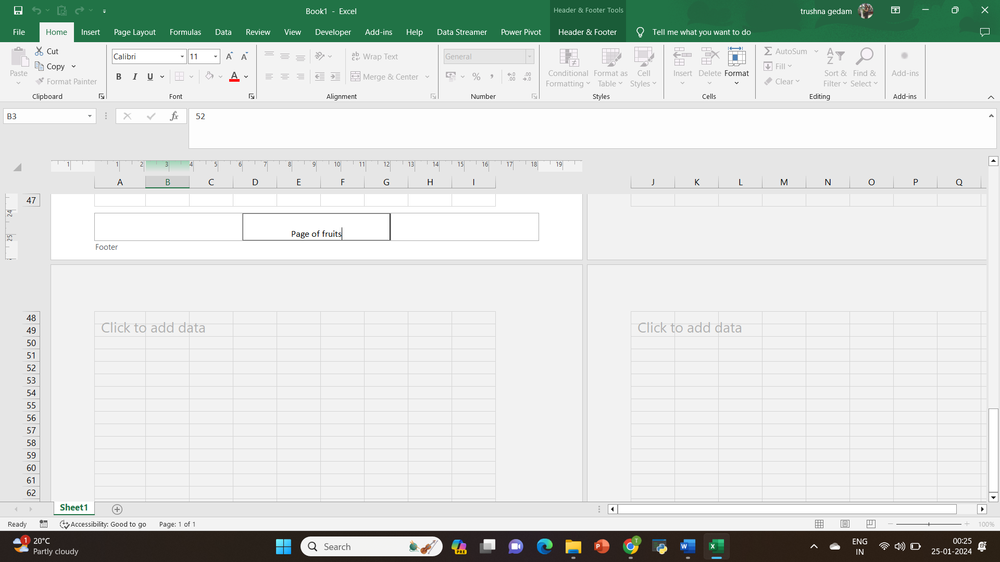 Book1 - Excel
Header & Footer Tools
trushna gedam
File Home Insert Page Layout Formulas Data Review View Developer Add-ins Help Data Streamer Power Pivot Header & Footer Tell me what you want to do
Paste
Cut
Copy
Format Painter
Clipboard
Calibri 11
B I U A
Font
Wrap Text
Merge & Center
Alignment
General
% ,
Number
Conditional Formatting
Format as Table
Cell Styles
Styles
Insert Delete Format
Cells
AutoSum
Fill
Clear
Sort & Filter
Find & Select
Editing
Add-ins
Add-ins
B3 fx 52
1 1 2 3 4 5 6 7 8 9 10 11 12 13 14 15 16 17 18 19
A B C D E F G H I J K L M N O P Q
47
24
25
Page of fruits
Footer
48
49
Click to add data Click to add data
50
51
52
53
54
55
56
57
58
59
60
61
62
Sheet1
Ready Accessibility: Good to go Page: 1 of 1 100%
1
20°C
Partly cloudy
Search
PRE
T
ENG
IN
00:25
25-01-2024